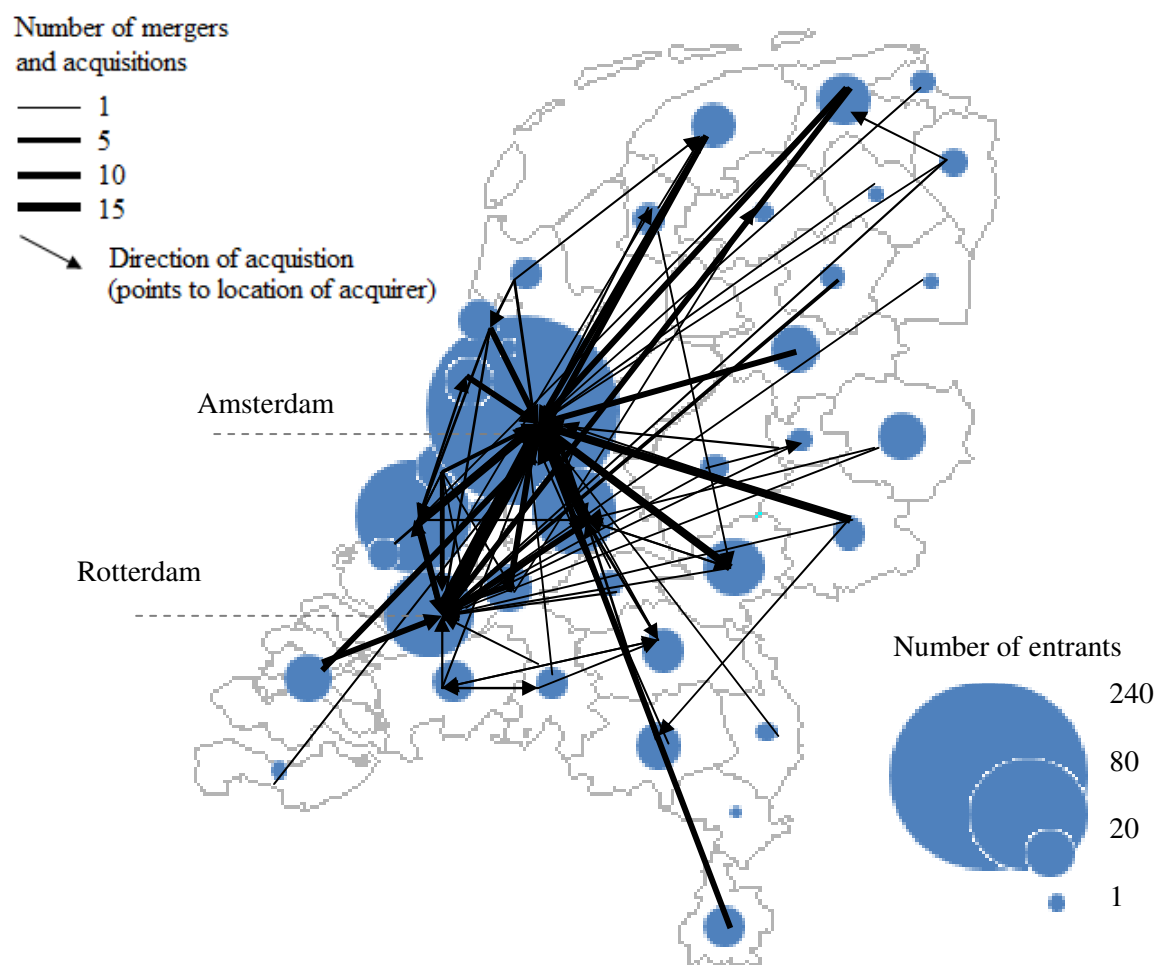 Number of mergers
and acquisitions
1
5
10
15
Direction of acquistion
(points to location of acquirer)
Amsterdam
Rotterdam
Number of entrants
240
80
20
1